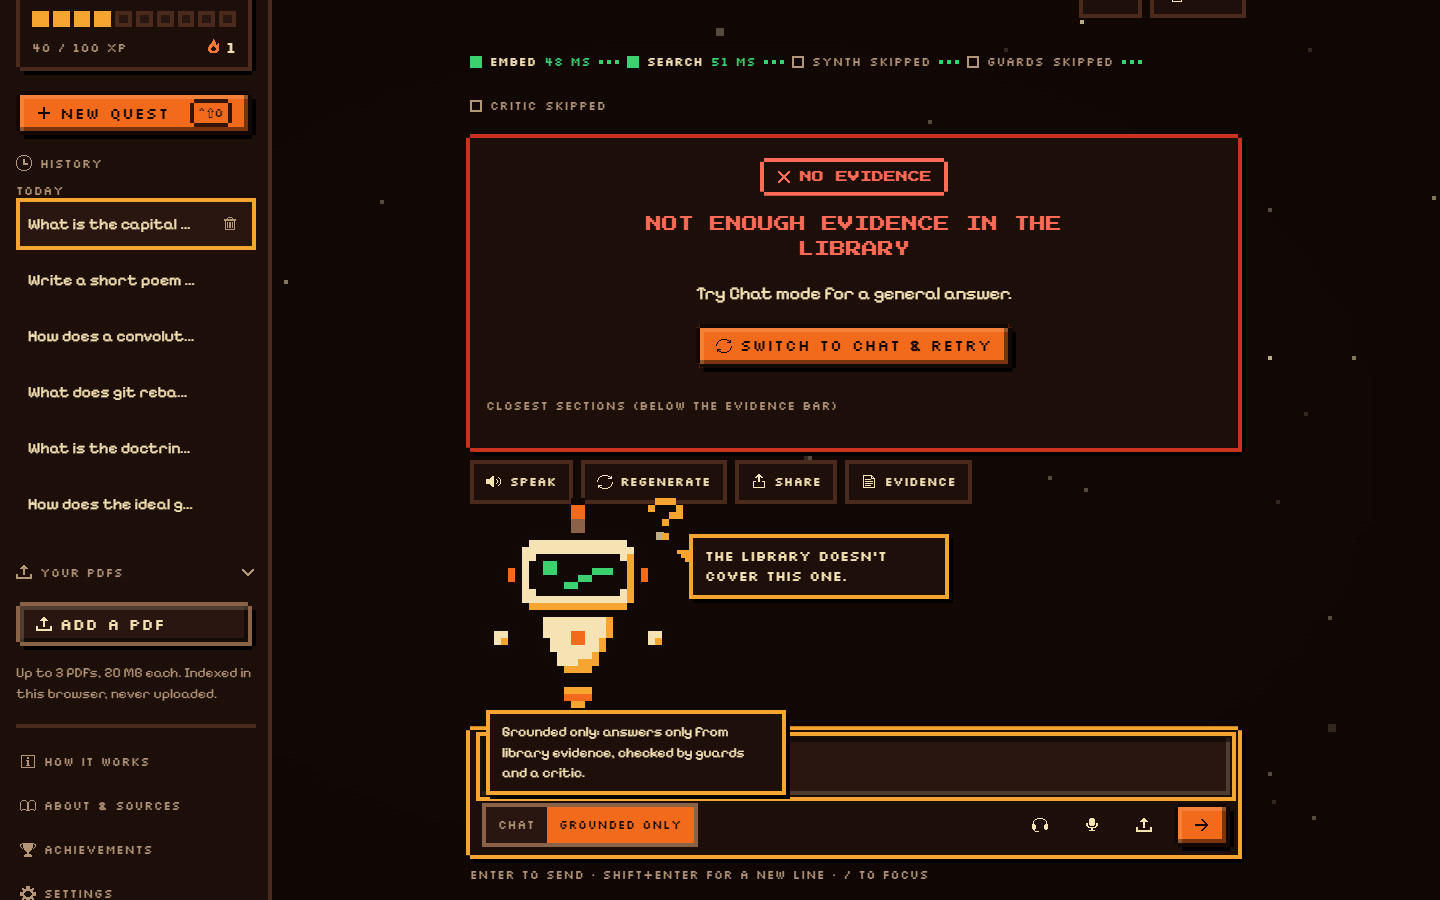 40 / 100 XP
1
+ NEW QUEST ^⇧O
HISTORY
TODAY
What is the capital ...
Write a short poem ...
How does a convolut...
What does git reba...
What is the doctrin...
How does the ideal g...
YOUR PDFS
ADD A PDF
Up to 3 PDFs, 20 MB each. Indexed in
this browser, never uploaded.
HOW IT WORKS
ABOUT & SOURCES
ACHIEVEMENTS
SETTINGS
EMBED 48 MS SEARCH 51 MS SYNTH SKIPPED GUARDS SKIPPED
CRITIC SKIPPED
NO EVIDENCE
NOT ENOUGH EVIDENCE IN THE
LIBRARY
Try Chat mode for a general answer.
SWITCH TO CHAT & RETRY
CLOSEST SECTIONS (BELOW THE EVIDENCE BAR)
SPEAK REGENERATE SHARE EVIDENCE
THE LIBRARY DOESN'T
COVER THIS ONE.
Grounded only: answers only from
library evidence, checked by guards
and a critic.
CHAT GROUNDED ONLY
ENTER TO SEND · SHIFT+ENTER FOR A NEW LINE · / TO FOCUS